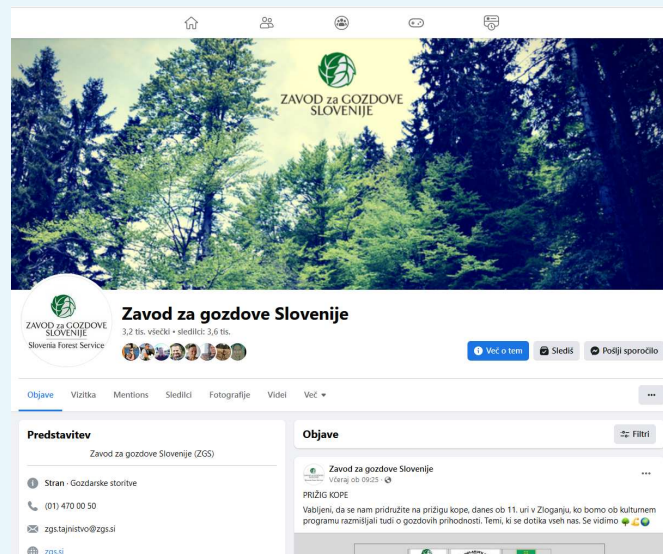 ZAVOD za GOZDOVE
SLOVENIJE
ZAVOD za GOZDOVE
SLOVENIJE
Slovenia Forest Service
Zavod za gozdove Slovenije
3,2 tis. všečki • sledilci: 3,6 tis.
Več o tem
Slediš
Pošlji sporočilo
Objave
Vizitka
Mentions
Sledilci
Fotografije
Videi
Več
Predstavitev
Zavod za gozdove Slovenije (ZGS)
Stran · Gozdarske storitve
(01) 470 00 50
zgs.tajnistvo@zgs.si
zgs.si
Objave
Filtri
Zavod za gozdove Slovenije
Včeraj ob 09:25 ·
PRIŽIG KOPE
Vabljeni, da se nam pridružite na prižigu kope, danes ob 11. uri v Zloganju, ko bomo ob kulturnem
programu razmišljali tudi o gozdovih prihodnosti. Temi, ki se dotika vseh nas. Se vidimo